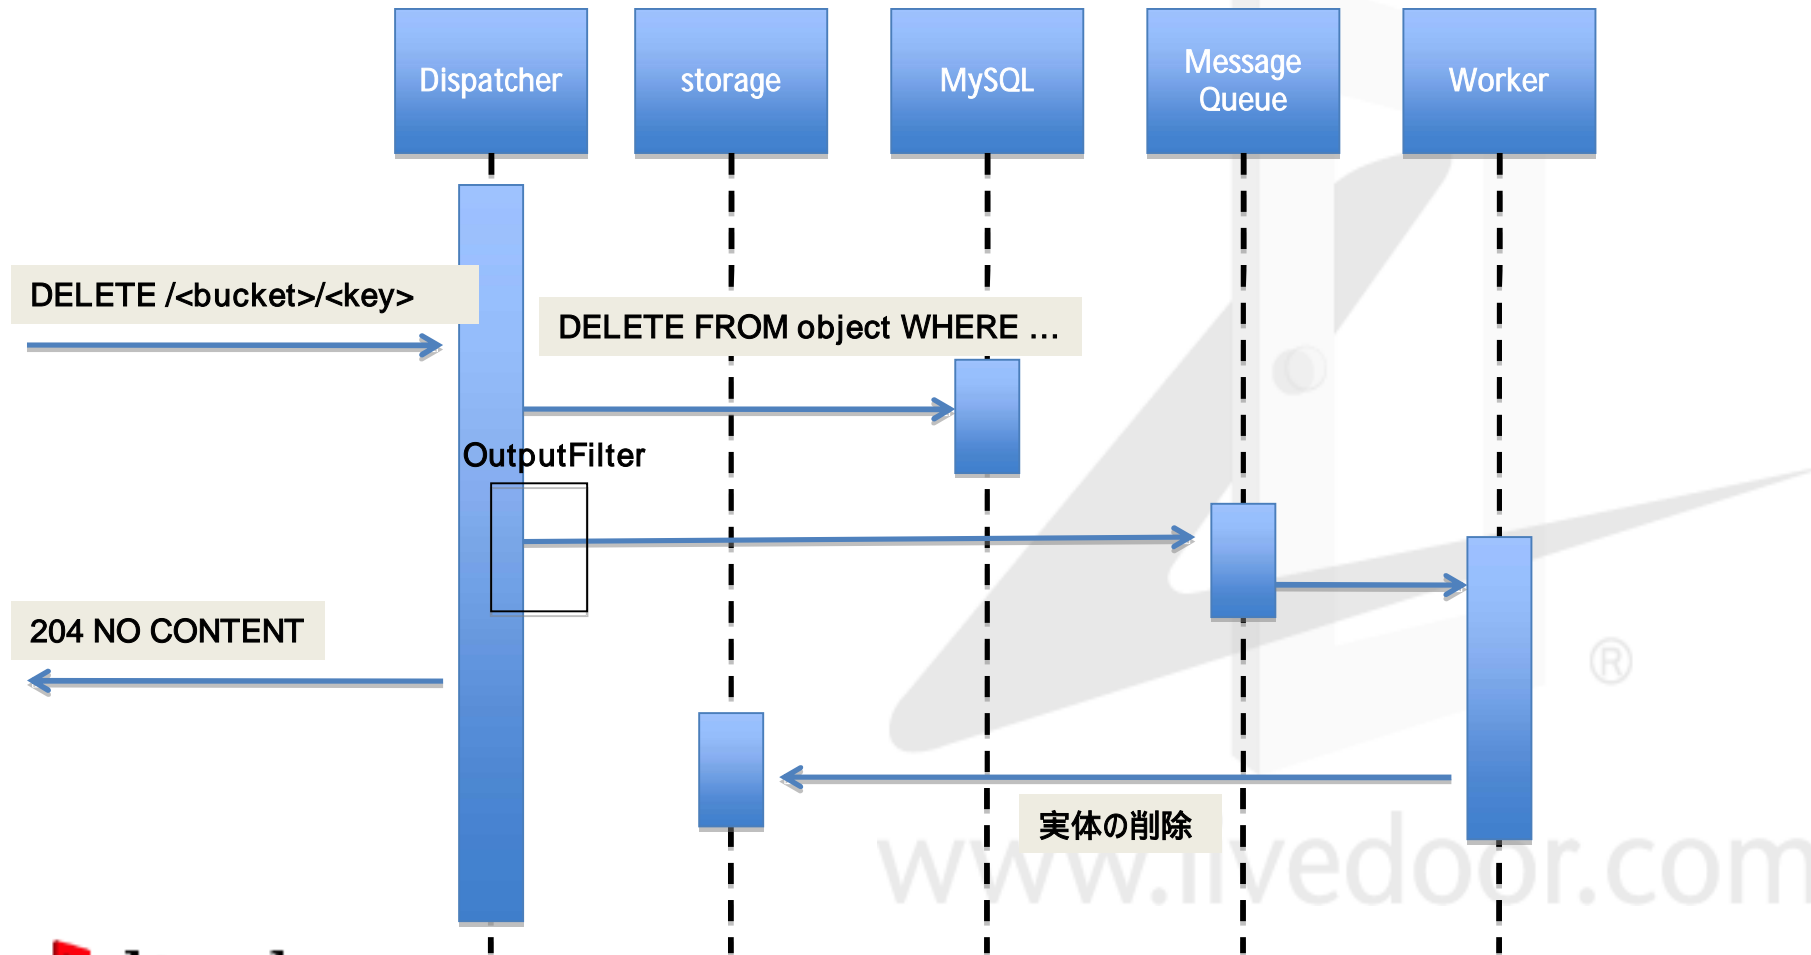 Dispatcher
storage
MySQL
Message
Queue
Worker
DELETE /<bucket>/<key>
DELETE FROM object WHERE ...
OutputFilter
204 NO CONTENT
®
実体の削除
www.livedoor.com